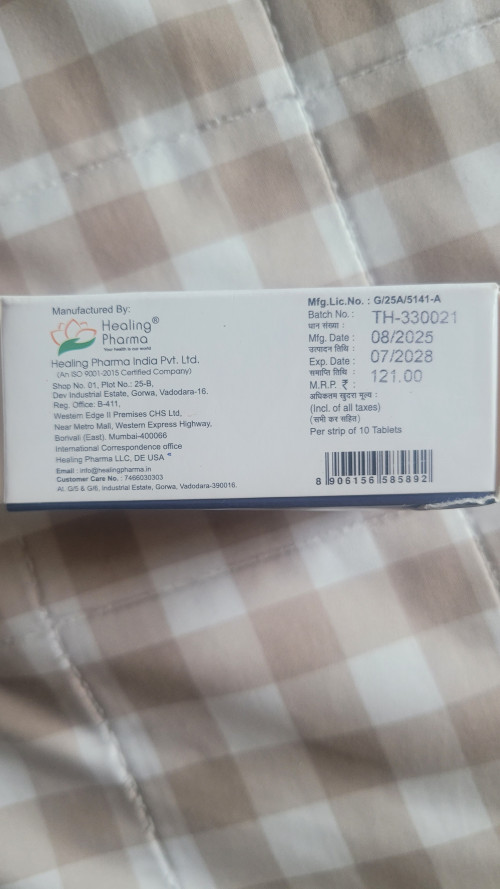 Manufactured By:
Healing®
Pharma
Your health is our world
Healing Pharma India Pvt. Ltd.
(An ISO 9001:2015 Certified Company)
Shop No. 01, Plot No.: 25-B,
Dev Industrial Estate, Gorwa, Vadodara-16.
Reg. Office: B-411,
Western Edge II Premises CHS Ltd,
Near Metro Mall, Western Express Highway,
Borivali (East), Mumbai-400066
International Correspondence office
Healing Pharma LLC, DE USA
Email : info@healingpharma.in
Customer Care No. : 7466030303
AI, G/5 & G/6, Industrial Estate, Gorwa, Vadodara-390016.
Mfg.Lic.No. : G/25A/5141-A
Batch No. : TH-330021
घान संख्या :
Mfg. Date : 08/2025
उत्पादन तिथि :
Exp. Date : 07/2028
समाप्ति तिथि :
M.R.P. ₹ : 121.00
अधिकतम खुदरा मूल्य :
(Incl. of all taxes)
(सभी कर सहित)
Per strip of 10 Tablets
8 906156 585892